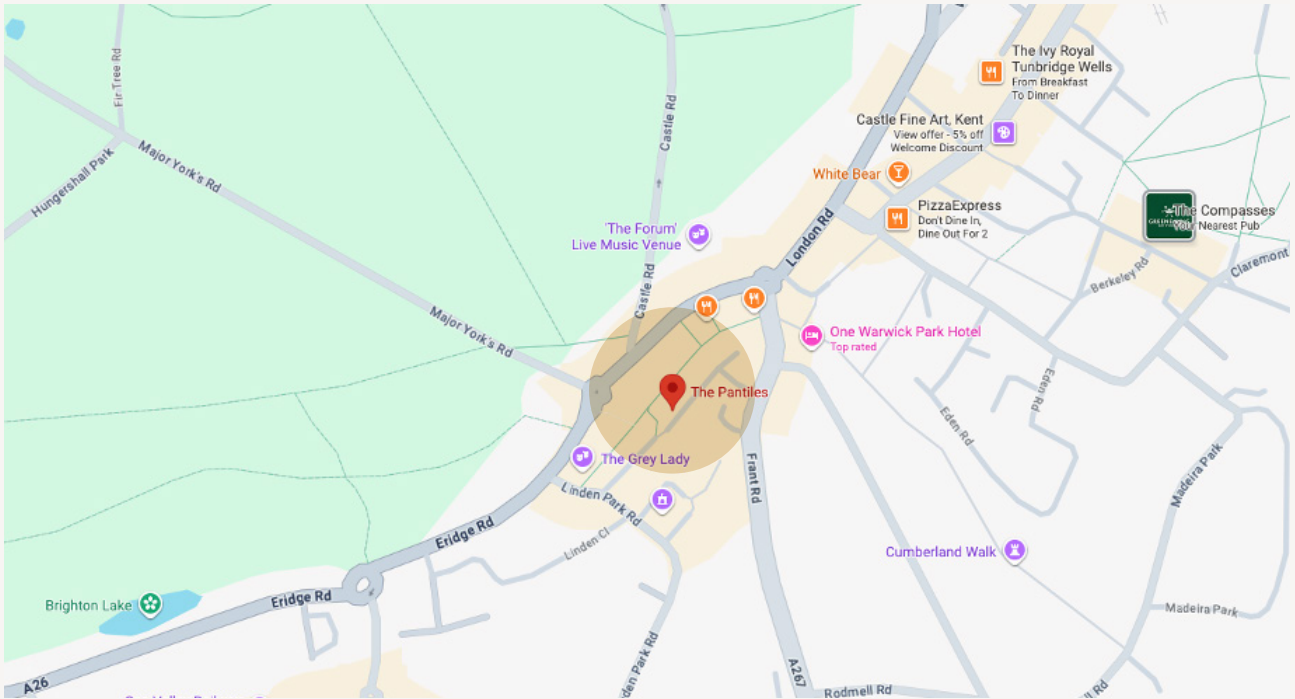 Fir Tree Rd
Hungershall Park
Major York's Rd
Castle Rd
The Ivy Royal
Tunbridge Wells
From Breakfast
To Dinner
Castle Fine Art, Kent
View offer - 5% off
Welcome Discount
White Bear
PizzaExpress
Don't Dine In,
Dine Out For 2
The Compasses
Your Nearest Pub
'The Forum'
Live Music Venue
London Rd
Castle Rd
Berkeley Rd
Claremont
Major York's Rd
One Warwick Park Hotel
Top rated
The Pantiles
Eden Rd
Eden Rd
The Grey Lady
Frant Rd
Madeira Park
Linden Park Rd
Eridge Rd
Linden Cl
Cumberland Walk
Brighton Lake
Eridge Rd
Madeira Park
den Park Rd
A26
A267
Rodmell Rd
ll Rd